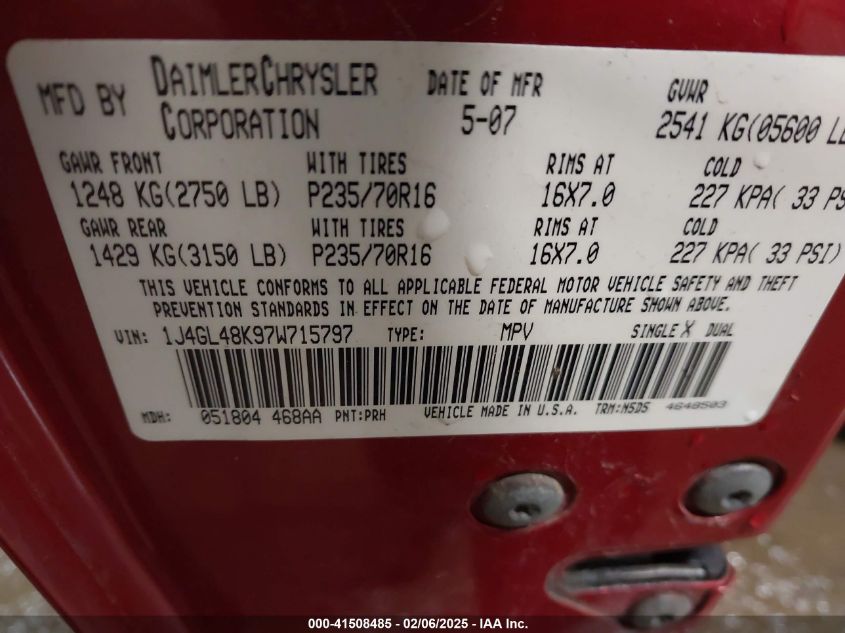 MFD BY DAIMLERCHRYSLER CORPORATION DATE OF MFR 5-07 GVWR 2541 KG(05600 LB
GAWR FRONT WITH TIRES RIMS AT COLD
1248 KG(2750 LB) P235/70R16 16X7.0 227 KPA( 33 PS
GAWR REAR WITH TIRES RIMS AT COLD
1429 KG(3150 LB) P235/70R16 16X7.0 227 KPA( 33 PSI)
THIS VEHICLE CONFORMS TO ALL APPLICABLE FEDERAL MOTOR VEHICLE SAFETY AND THEFT
PREVENTION STANDARDS IN EFFECT ON THE DATE OF MANUFACTURE SHOWN ABOVE.
VIN: 1J4GL48K97W715797 TYPE: MPV SINGLE X DUAL
MDH: 051804 468AA PNT:PRH VEHICLE MADE IN U.S.A. TRM:N5D5 4648503
000-41508485 - 02/06/2025 - IAA Inc.